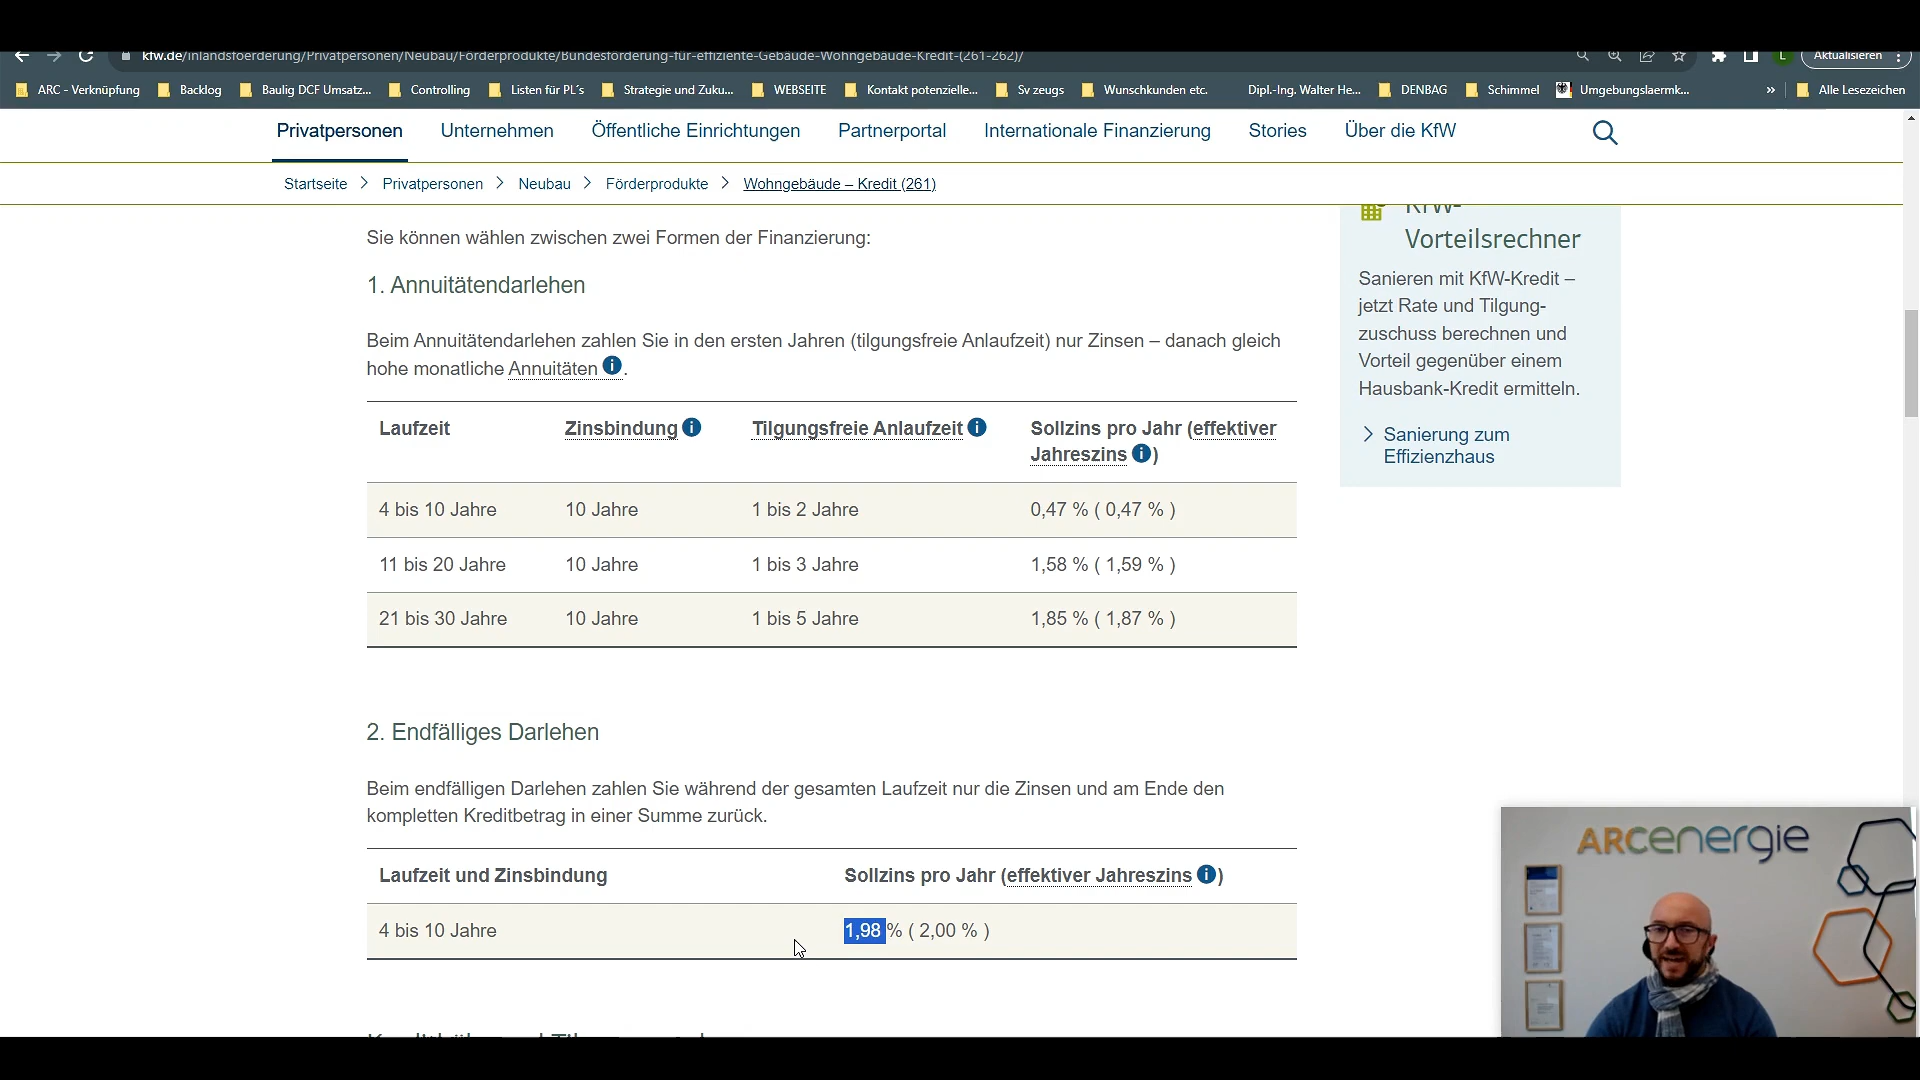 kfw.de/inlandsfoerderung/Privatpersonen/Neubau/Förderprodukte/Bundesförderung-für-effiziente-Gebäude-Wohngebäude-Kredit-(261-262)/
L
Aktualisieren
ARC - Verknüpfung
Backlog
Baulig DCF Umsatz...
Controlling
Listen für PL´s
Strategie und Zuku...
WEBSEITE
Kontakt potenzielle...
Sv zeugs
Wunschkunden etc.
Dipl.-Ing. Walter He...
DENBAG
Schimmel
Umgebungslaermk...
»
Alle Lesezeichen
Privatpersonen
Unternehmen
Öffentliche Einrichtungen
Partnerportal
Internationale Finanzierung
Stories
Über die KfW
Startseite > Privatpersonen > Neubau > Förderprodukte > Wohngebäude – Kredit (261)
Sie können wählen zwischen zwei Formen der Finanzierung:
1. Annuitätendarlehen
Beim Annuitätendarlehen zahlen Sie in den ersten Jahren (tilgungsfreie Anlaufzeit) nur Zinsen – danach gleich
hohe monatliche Annuitäten i.
Laufzeit
Zinsbindung i
Tilgungsfreie Anlaufzeit i
Sollzins pro Jahr (effektiver
Jahreszins i)
4 bis 10 Jahre
10 Jahre
1 bis 2 Jahre
0,47 % ( 0,47 % )
11 bis 20 Jahre
10 Jahre
1 bis 3 Jahre
1,58 % ( 1,59 % )
21 bis 30 Jahre
10 Jahre
1 bis 5 Jahre
1,85 % ( 1,87 % )
2. Endfälliges Darlehen
Beim endfälligen Darlehen zahlen Sie während der gesamten Laufzeit nur die Zinsen und am Ende den
kompletten Kreditbetrag in einer Summe zurück.
Laufzeit und Zinsbindung
Sollzins pro Jahr (effektiver Jahreszins i)
4 bis 10 Jahre
1,98 % ( 2,00 % )
KfW-
Vorteilsrechner
Sanieren mit KfW-Kredit –
jetzt Rate und Tilgung-
zuschuss berechnen und
Vorteil gegenüber einem
Hausbank-Kredit ermitteln.
> Sanierung zum
Effizienzhaus
ARCenergie